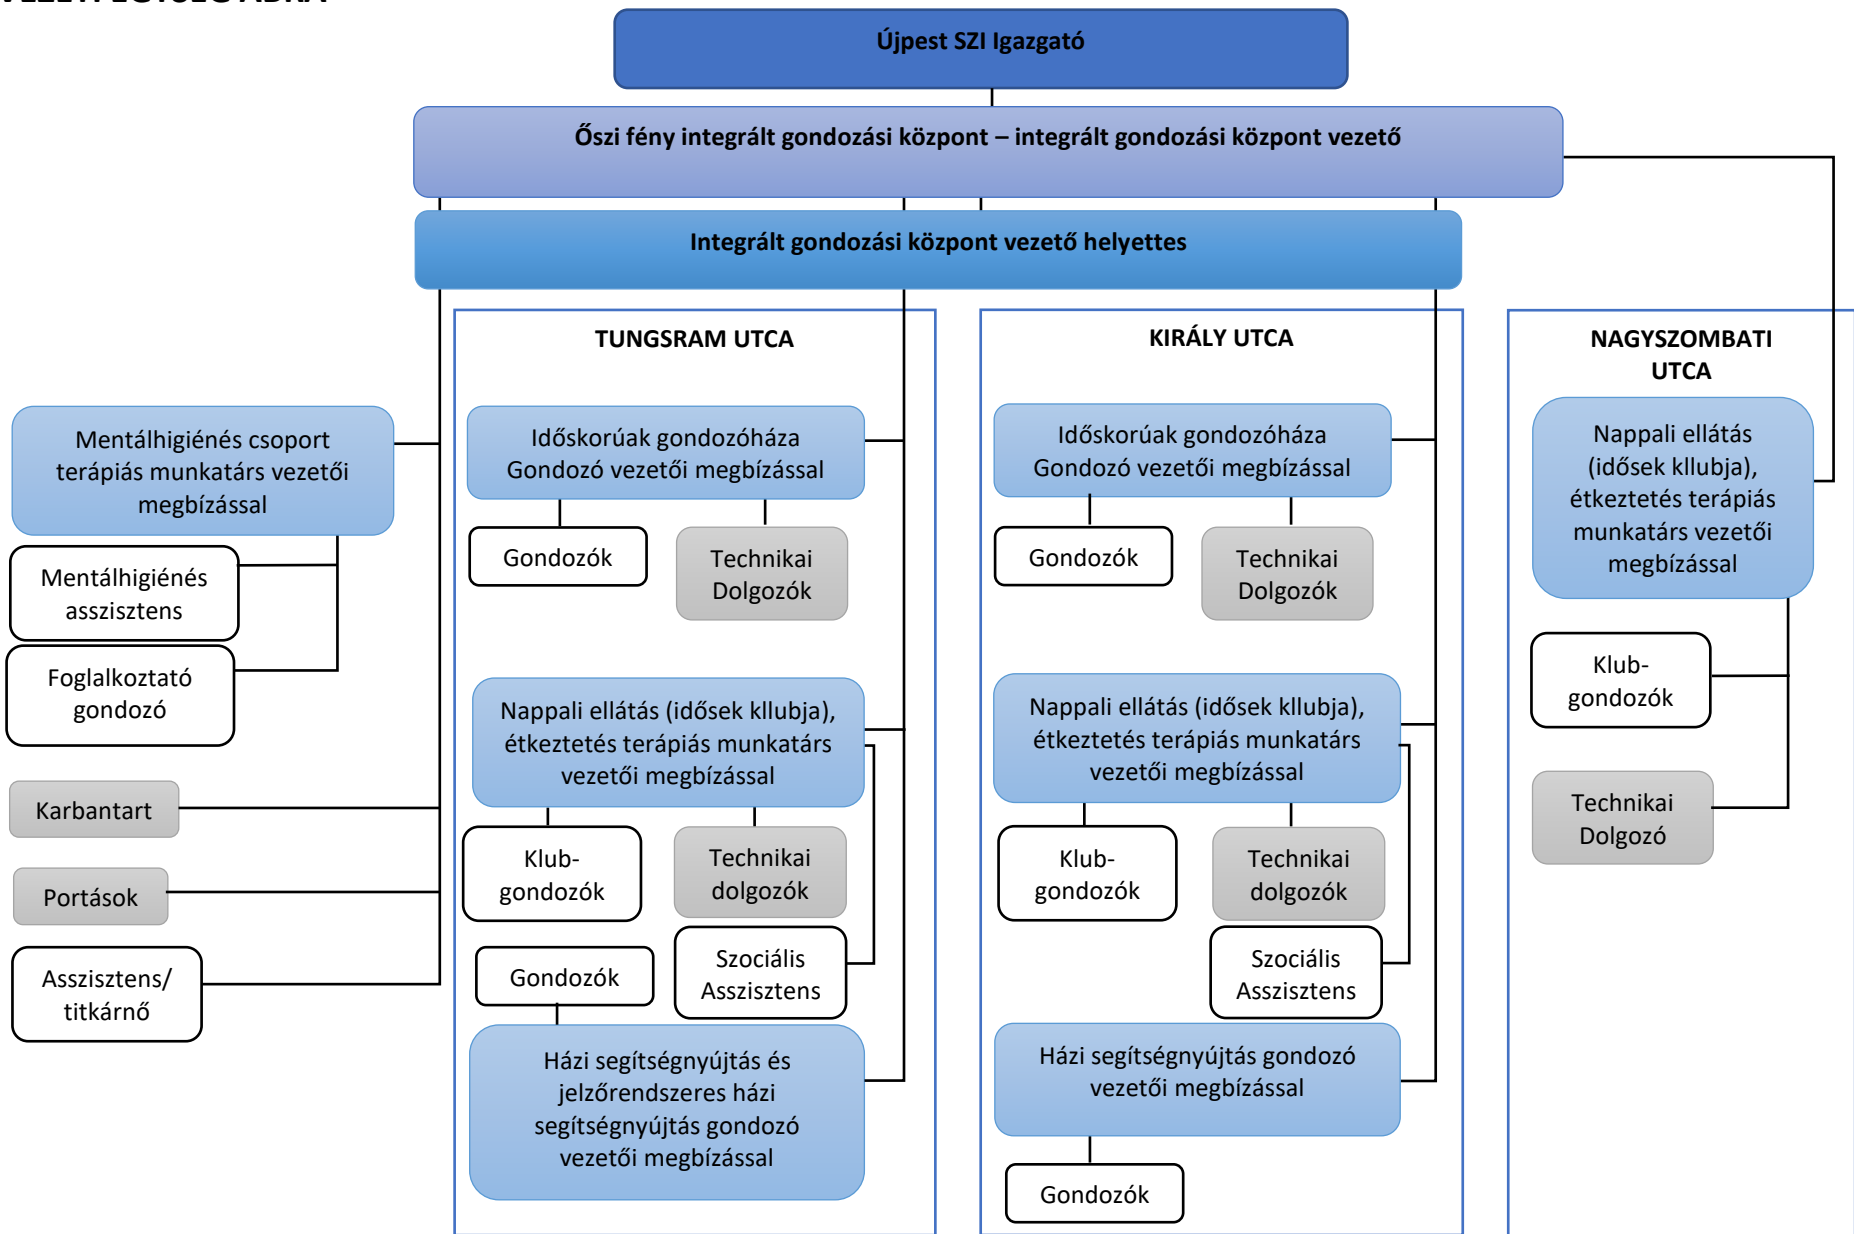 Újpest SZI Igazgató
Őszi fény integrált gondozási központ – integrált gondozási központ vezető
Integrált gondozási központ vezető helyettes
Mentálhigiénés csoport
terápiás munkatárs vezetői
megbízással
Mentálhigiénés
asszisztens
Foglalkoztató
gondozó
Karbantart
Portások
Asszisztens/
titkárnő
TUNGSRAM UTCA
Időskorúak gondozóháza
Gondozó vezetői megbízással
Gondozók
Technikai
Dolgozók
Nappali ellátás (idősek kllubja),
étkeztetés terápiás munkatárs
vezetői megbízással
Klub-
gondozók
Technikai
dolgozók
Gondozók
Szociális
Asszisztens
Házi segítségnyújtás és
jelzőrendszeres házi
segítségnyújtás gondozó
vezetői megbízással
KIRÁLY UTCA
Időskorúak gondozóháza
Gondozó vezetői megbízással
Gondozók
Technikai
Dolgozók
Nappali ellátás (idősek kllubja),
étkeztetés terápiás munkatárs
vezetői megbízással
Klub-
gondozók
Technikai
dolgozók
Szociális
Asszisztens
Házi segítségnyújtás gondozó
vezetői megbízással
Gondozók
NAGYSZOMBATI
UTCA
Nappali ellátás
(idősek kllubja),
étkeztetés terápiás
munkatárs vezetői
megbízással
Klub-
gondozók
Technikai
Dolgozó